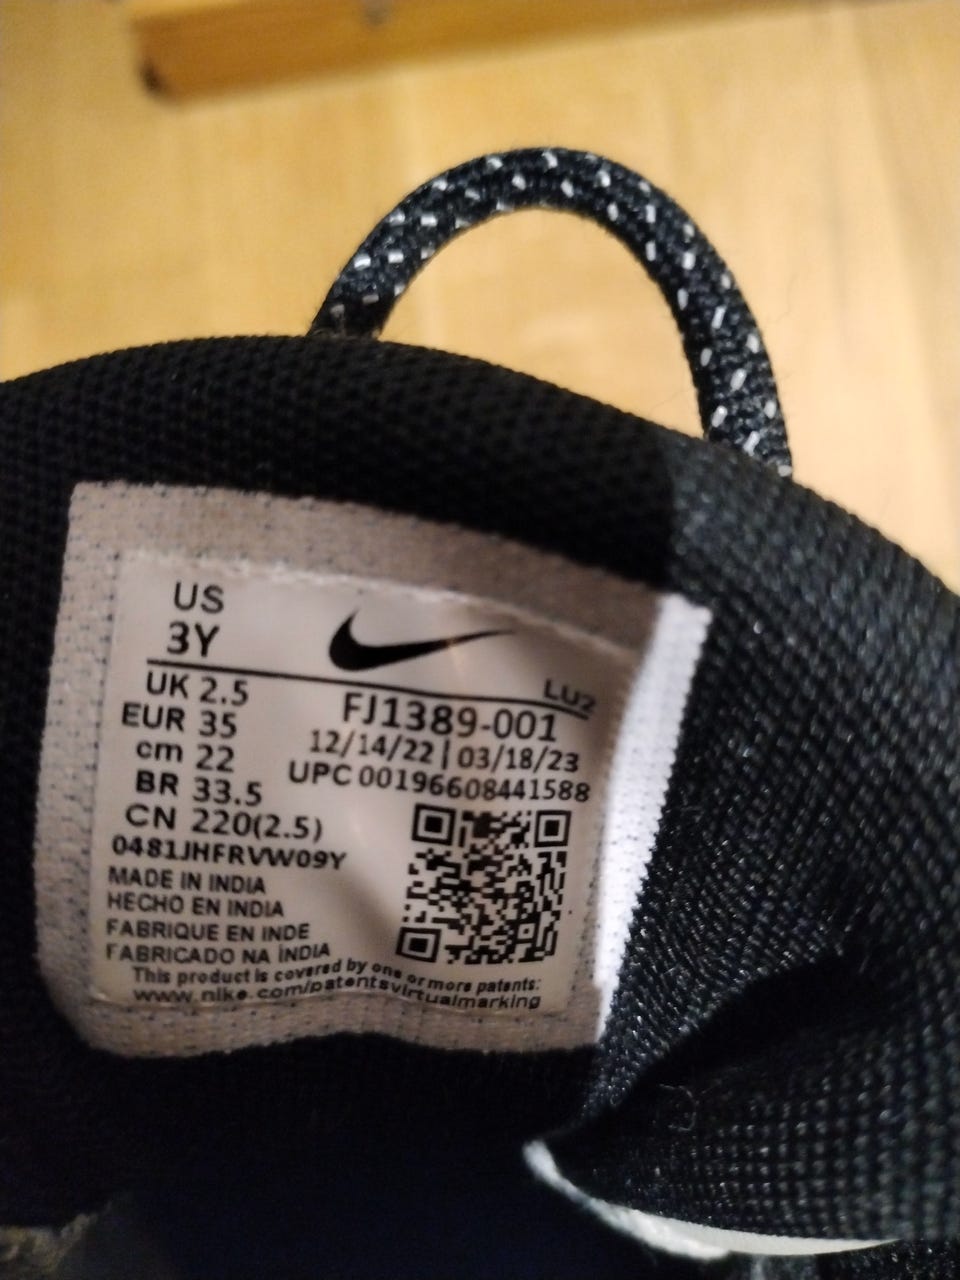 US
3Y
LU2
UK 2.5
EUR 35
cm 22
BR 33.5
CN 220(2.5)
FJ1389-001
12/14/22 | 03/18/23
UPC 00196608441588
0481JHFRVW09Y
MADE IN INDIA
HECHO EN INDIA
FABRIQUE EN INDE
FABRICADO NA ÍNDIA
This product is covered by one or more patents:
www.nike.com/patentsvirtualmarking